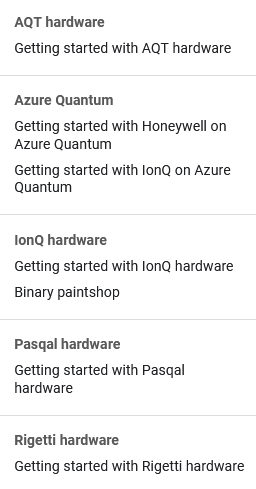 AQT hardware
Getting started with AQT hardware
Azure Quantum
Getting started with Honeywell on
Azure Quantum
Getting started with IonQ on Azure
Quantum
IonQ hardware
Getting started with IonQ hardware
Binary paintshop
Pasqal hardware
Getting started with Pasqal
hardware
Rigetti hardware
Getting started with Rigetti hardware